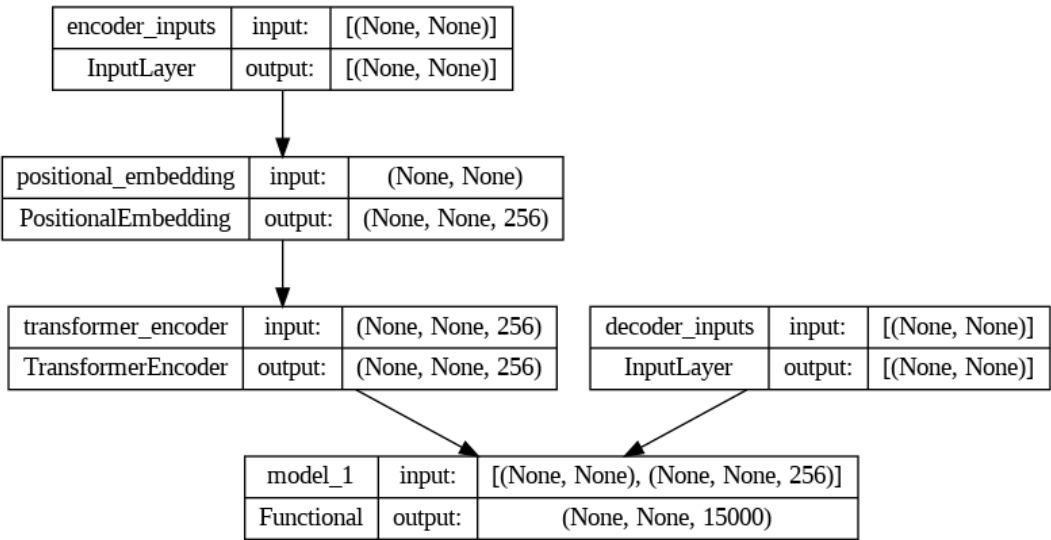 encoder_inputs input: [(None, None)]
InputLayer output: [(None, None)]
positional_embedding input: (None, None)
PositionalEmbedding output: (None, None, 256)
transformer_encoder input: (None, None, 256)
TransformerEncoder output: (None, None, 256)
decoder_inputs input: [(None, None)]
InputLayer output: [(None, None)]
model_1 input: [(None, None), (None, None, 256)]
Functional output: (None, None, 15000)